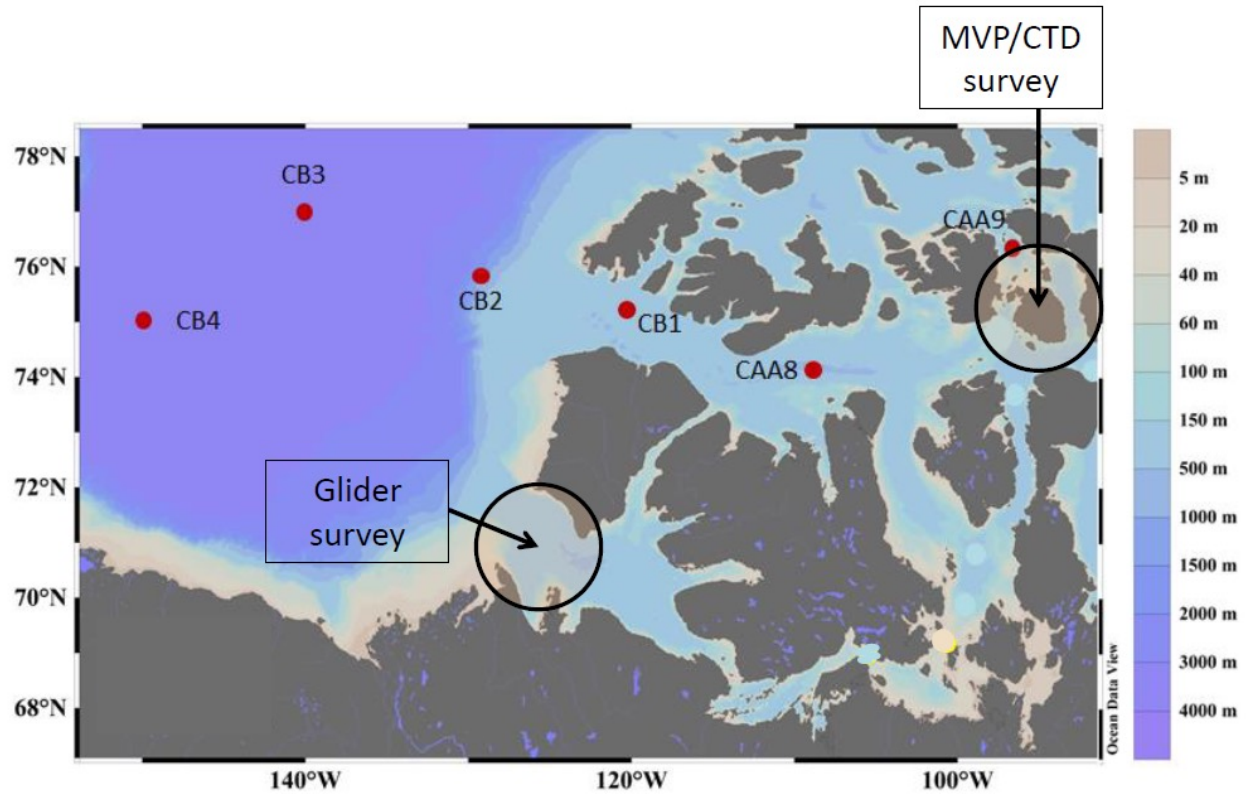 MVP/CTD
survey
78°N
76°N
74°N
72°N
70°N
68°N
CB3
CAA9
CB2
CB4
CB1
CAA8
Glider
survey
140°W
120°W
100°W
Ocean Data View
5 m
20 m
40 m
60 m
100 m
150 m
500 m
1000 m
1500 m
2000 m
3000 m
4000 m